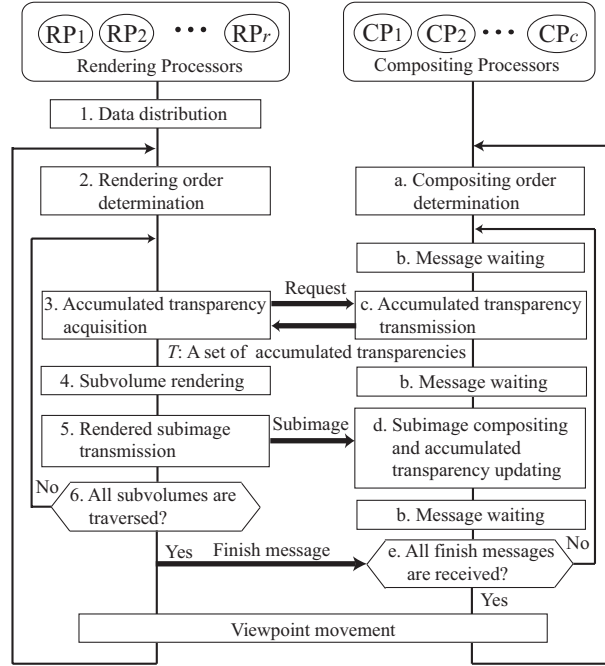 RP1 RP2 ... RPr
Rendering Processors
CP1 CP2 ... CPc
Compositing Processors
1. Data distribution
2. Rendering order
determination
a. Compositing order
determination
b. Message waiting
Request
3. Accumulated transparency
acquisition
c. Accumulated transparency
transmission
T: A set of accumulated transparencies
4. Subvolume rendering
b. Message waiting
5. Rendered subimage
transmission
Subimage
d. Subimage compositing
and accumulated
transparency updating
No
6. All subvolumes are
traversed?
b. Message waiting
Yes
Finish message
e. All finish messages
are received?
No
Yes
Viewpoint movement